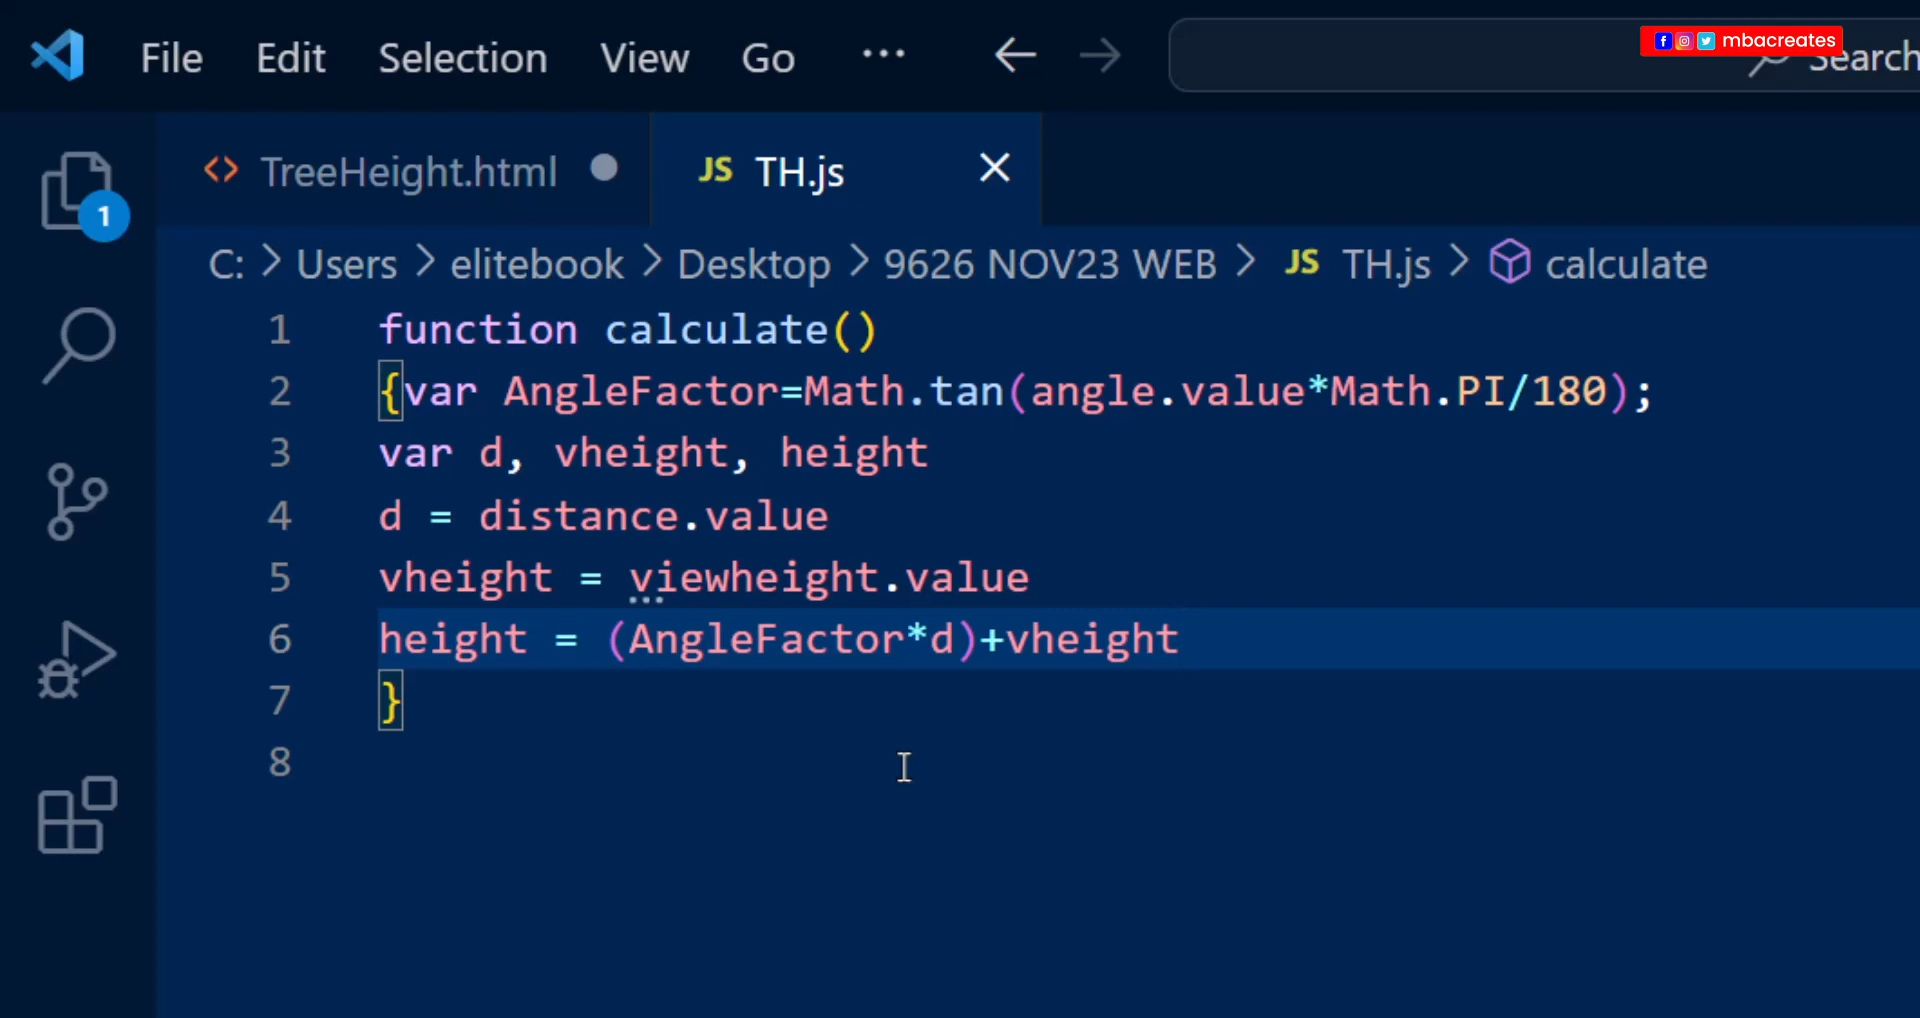 File Edit Selection View Go ··· Search
mbacreates
1
TreeHeight.html
JS TH.js
C: > Users > elitebook > Desktop > 9626 NOV23 WEB > JS TH.js > calculate
1 function calculate()
2 {var AngleFactor=Math.tan(angle.value*Math.PI/180);
3 var d, vheight, height
4 d = distance.value
5 vheight = viewheight.value
6 height = (AngleFactor*d)+vheight
7 }
8